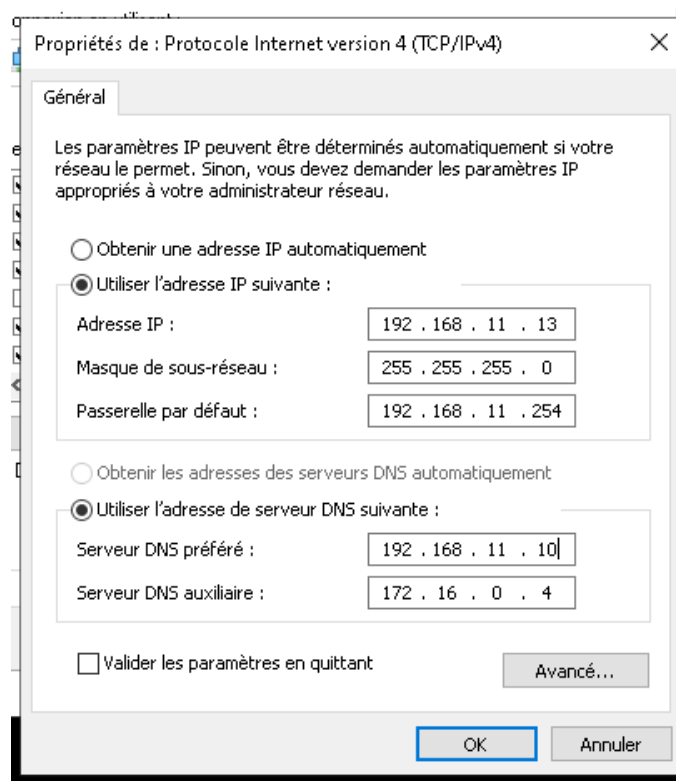 Propriétés de : Protocole Internet version 4 (TCP/IPv4)
Général
Les paramètres IP peuvent être déterminés automatiquement si votre
réseau le permet. Sinon, vous devez demander les paramètres IP
appropriés à votre administrateur réseau.
Obtenir une adresse IP automatiquement
Utiliser l'adresse IP suivante :
Adresse IP : 192 . 168 . 11 . 13
Masque de sous-réseau : 255 . 255 . 255 . 0
Passerelle par défaut : 192 . 168 . 11 . 254
Obtenir les adresses des serveurs DNS automatiquement
Utiliser l'adresse de serveur DNS suivante :
Serveur DNS préféré : 192 . 168 . 11 . 10
Serveur DNS auxiliaire : 172 . 16 . 0 . 4
Valider les paramètres en quittant
Avancé...
OK Annuler